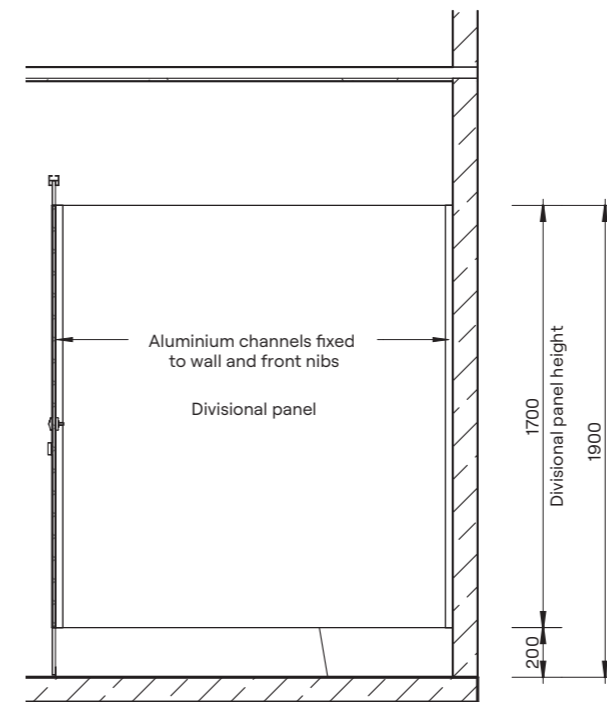 Aluminium channels fixed
to wall and front nibs
Divisional panel
1700
Divisional panel height
1900
200